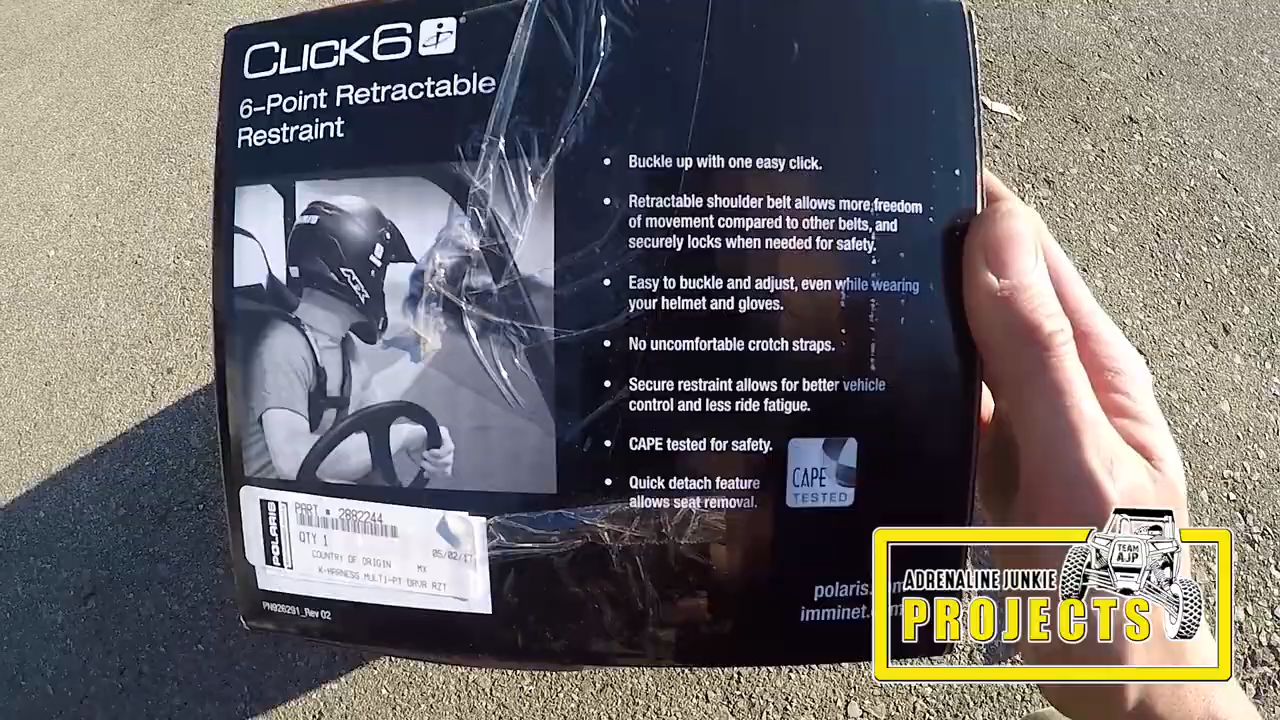 CLICK6
6-Point Retractable
Restraint
• Buckle up with one easy click.
• Retractable shoulder belt allows more freedom
of movement compared to other belts, and
securely locks when needed for safety.
• Easy to buckle and adjust, even while wearing
your helmet and gloves.
• No uncomfortable crotch straps.
• Secure restraint allows for better vehicle
control and less ride fatigue.
• CAPE tested for safety.
• Quick detach feature
allows seat removal.
CAPE
TESTED
POLARIS
PART # 2882244
QTY 1
05/02/17
COUNTRY OF ORIGIN MX
K-HARNESS MULTI-PT DRVR RZT
PN926291_Rev 02
polaris.
imminet.
TEAM
AJP
ADRENALINE JUNKIE
PROJECTS